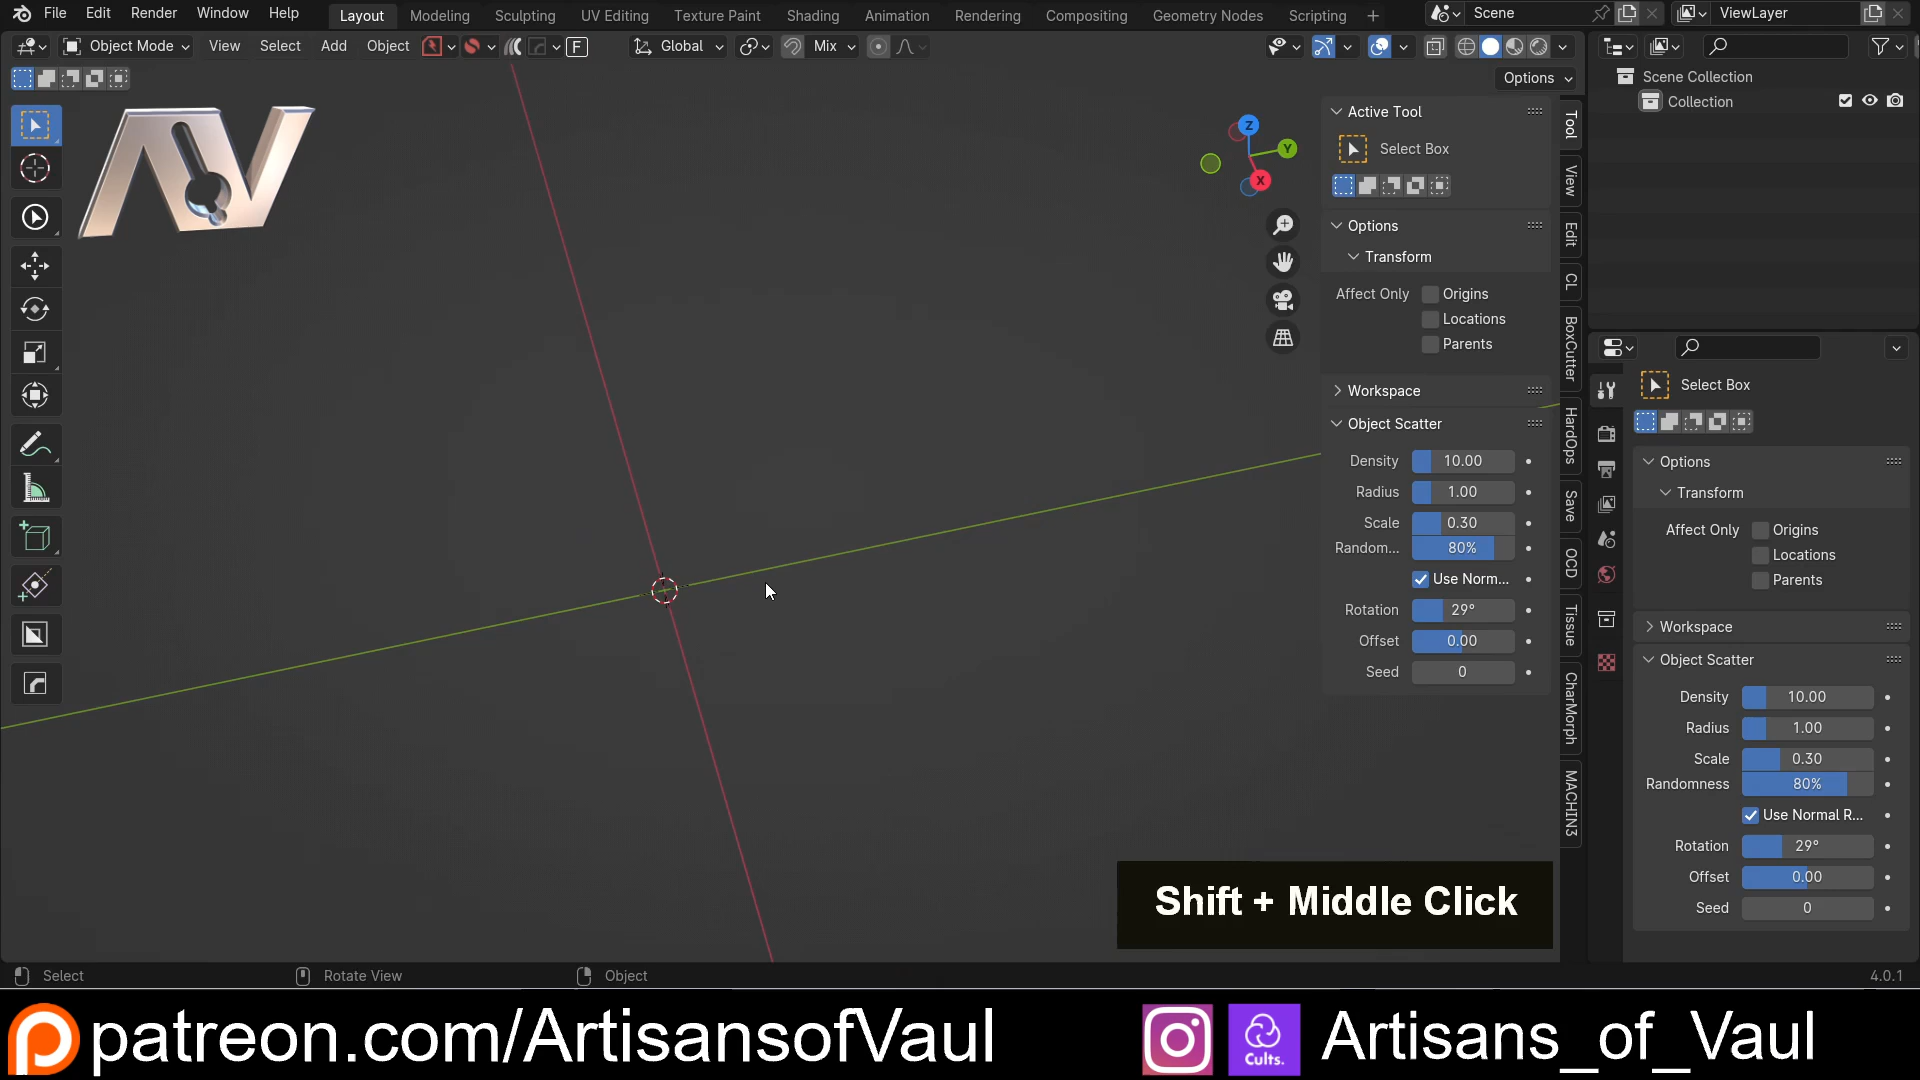 File Edit Render Window Help Layout Modeling Sculpting UV Editing Texture Paint Shading Animation Rendering Compositing Geometry Nodes Scripting + Scene ViewLayer
Object Mode View Select Add Object F Global Mix
Options
AV
Z
Y
X
Active Tool
Select Box
Options
Transform
Affect Only Origins
Locations
Parents
Workspace
Object Scatter
Density 10.00
Radius 1.00
Scale 0.30
Random... 80%
Use Norm...
Rotation 29°
Offset 0.00
Seed 0
Tool
View
Edit
CL
BoxCutter
HardOps
Save
OCD
Tissue
CharMorph
MACHIN3
Scene Collection
Collection
Select Box
Options
Transform
Affect Only Origins
Locations
Parents
Workspace
Object Scatter
Density 10.00
Radius 1.00
Scale 0.30
Randomness 80%
Use Normal R...
Rotation 29°
Offset 0.00
Seed 0
Shift + Middle Click
Select Rotate View Object 4.0.1
patreon.com/ArtisansofVaul
Cults.
Artisans_of_Vaul